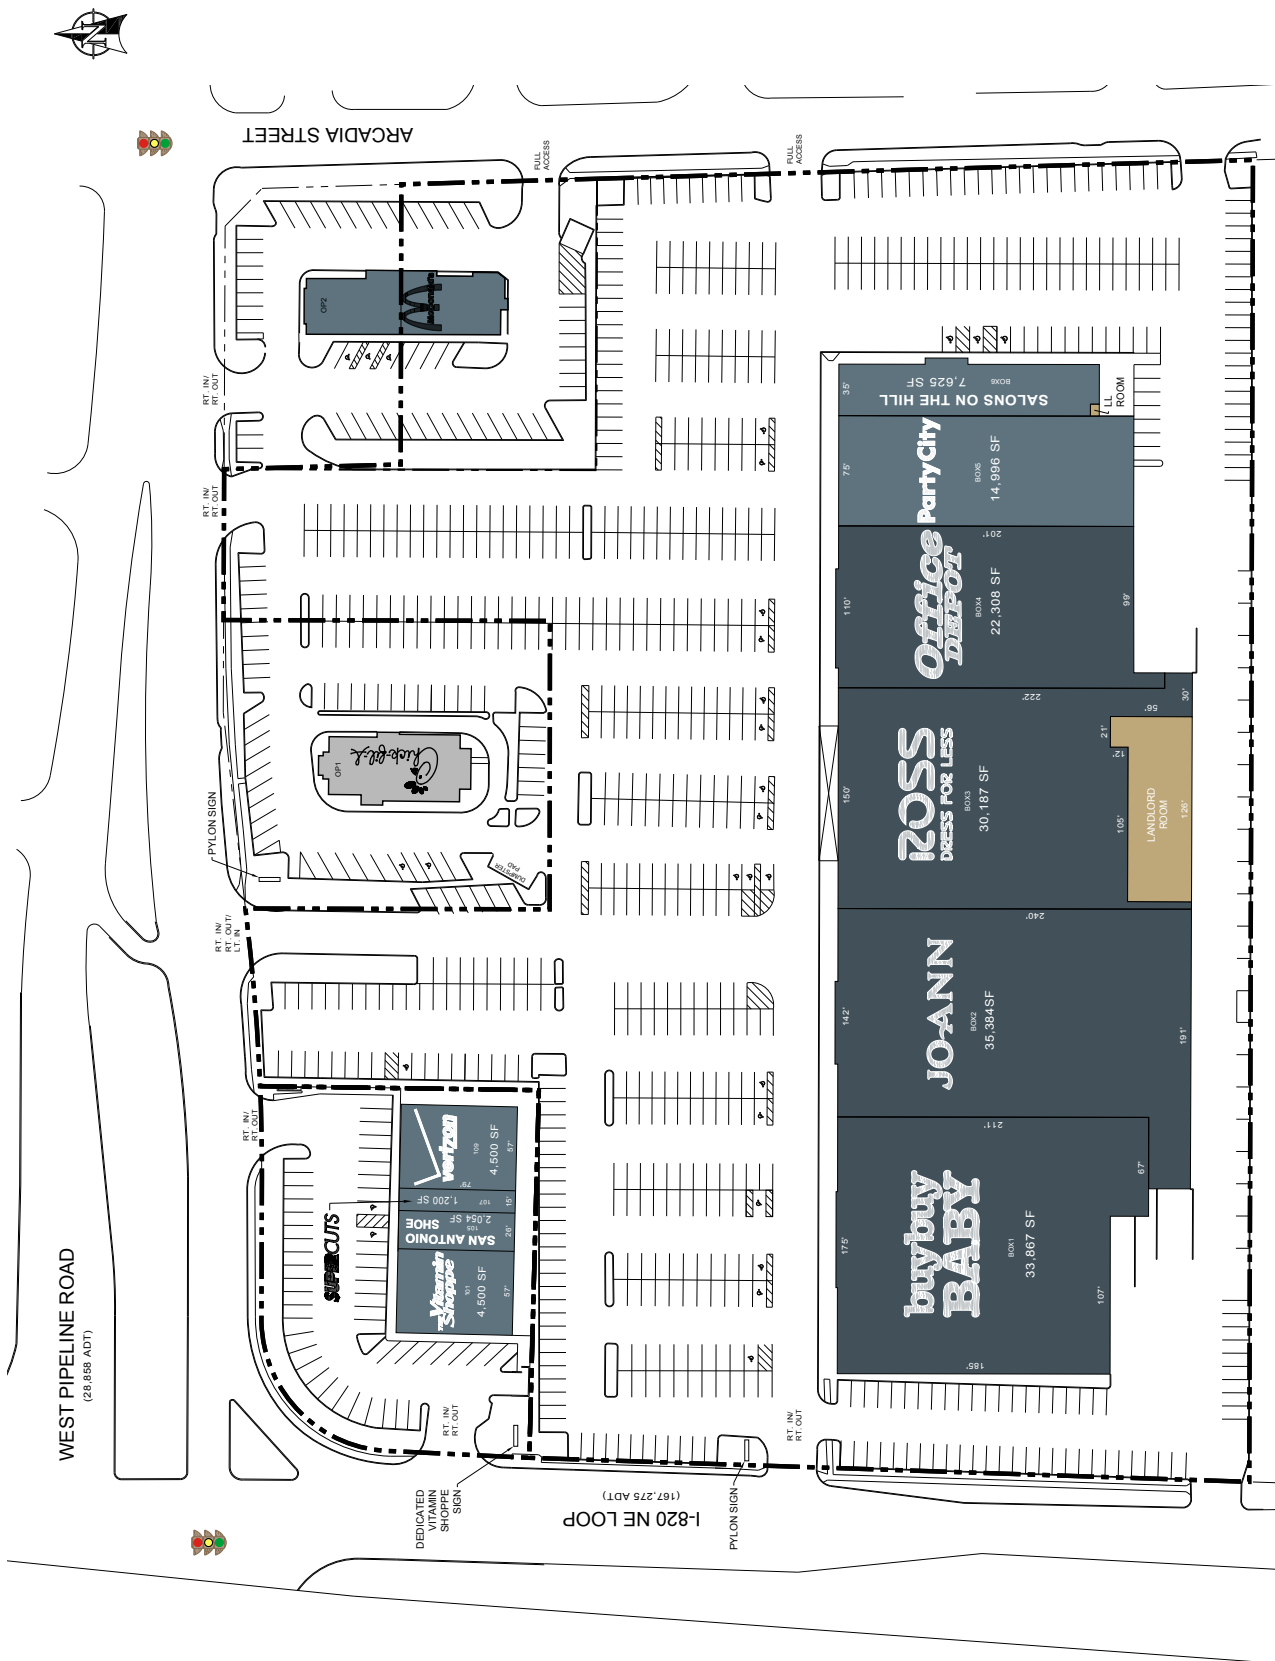 N
ARCADIA STREET
FULL
ACCESS
FULL
ACCESS
OP2
McDonald's
RT. IN/
RT. OUT
RT. IN/
RT. OUT
35'
SALONS ON THE HILL
7,625 SF
BOX6
LL
ROOM
75'
PartyCity
BOX5
14,996 SF
201'
110'
Office
DEPOT
BOX4
22,308 SF
99'
OP1
Chick-fil-A
PYLON SIGN
DUMPSTER
PAD
222'
30'
56'
21'
12'
150'
ROSS
DRESS FOR LESS
BOX3
30,187 SF
105'
LANDLORD
ROOM
126'
RT. IN/
RT. OUT/
LT. IN
240'
142'
JO-ANN
BOX2
35,384SF
191'
RT. IN/
RT. OUT
verizon
109
4,500 SF
57'
79'
SUPERCUTS
1,200 SF
107
15'
SAN ANTONIO
SHOE
105
2,054 SF
26'
the Vitamin
Shoppe
101
4,500 SF
57'
211'
67'
175'
buybuy
BABY
BOX1
33,867 SF
107'
185'
WEST PIPELINE ROAD
(28,858 ADT)
RT. IN/
RT. OUT
RT. IN/
RT. OUT
DEDICATED
VITAMIN
SHOPPE
SIGN
I-820 NE LOOP
(167,275 ADT)
PYLON SIGN